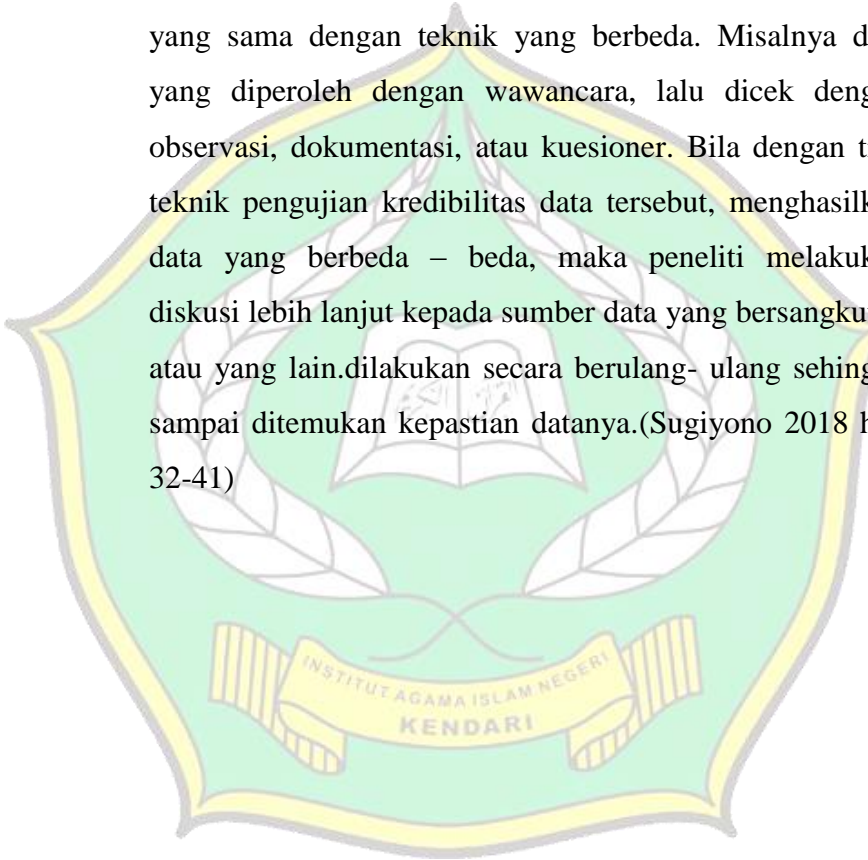 yang sama dengan teknik yang berbeda. Misalnya d
yang diperoleh dengan wawancara, lalu dicek deng
observasi, dokumentasi, atau kuesioner. Bila dengan t
teknik pengujian kredibilitas data tersebut, menghasilk
data yang berbeda – beda, maka peneliti melakuk
diskusi lebih lanjut kepada sumber data yang bersangku
atau yang lain.dilakukan secara berulang- ulang sehing
sampai ditemukan kepastian datanya.(Sugiyono 2018 h
32-41)
INSTITUT AGAMA ISLAM NEGERI
KENDARI